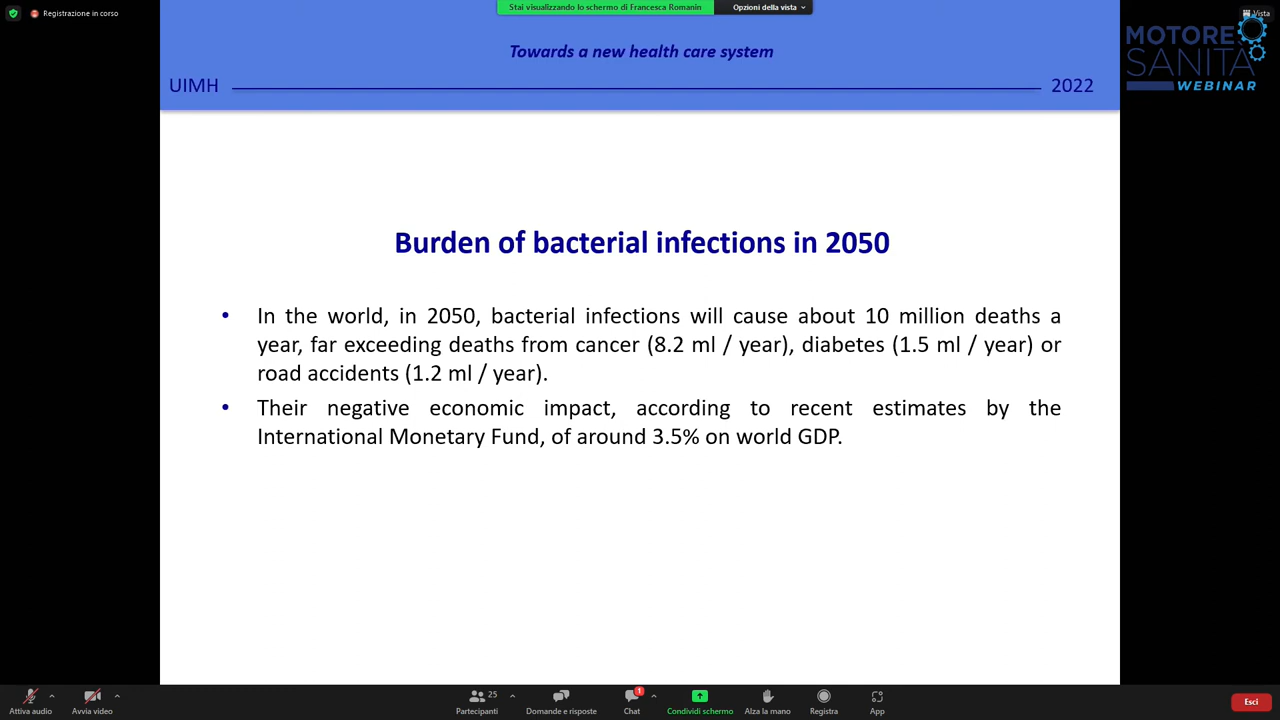 Registrazione in corso
Stai visualizzando lo schermo di Francesca Romanin
Opzioni della vista
Vista
MOTORE
SANITÀ
WEBINAR
Towards a new health care system
UIMH
2022
Burden of bacterial infections in 2050
• In the world, in 2050, bacterial infections will cause about 10 million deaths a
year, far exceeding deaths from cancer (8.2 ml / year), diabetes (1.5 ml / year) or
road accidents (1.2 ml / year).
• Their negative economic impact, according to recent estimates by the
International Monetary Fund, of around 3.5% on world GDP.
25
1
Attiva audio
Avvia video
Partecipanti
Domande e risposte
Chat
Condividi schermo
Alza la mano
Registra
App
Esci